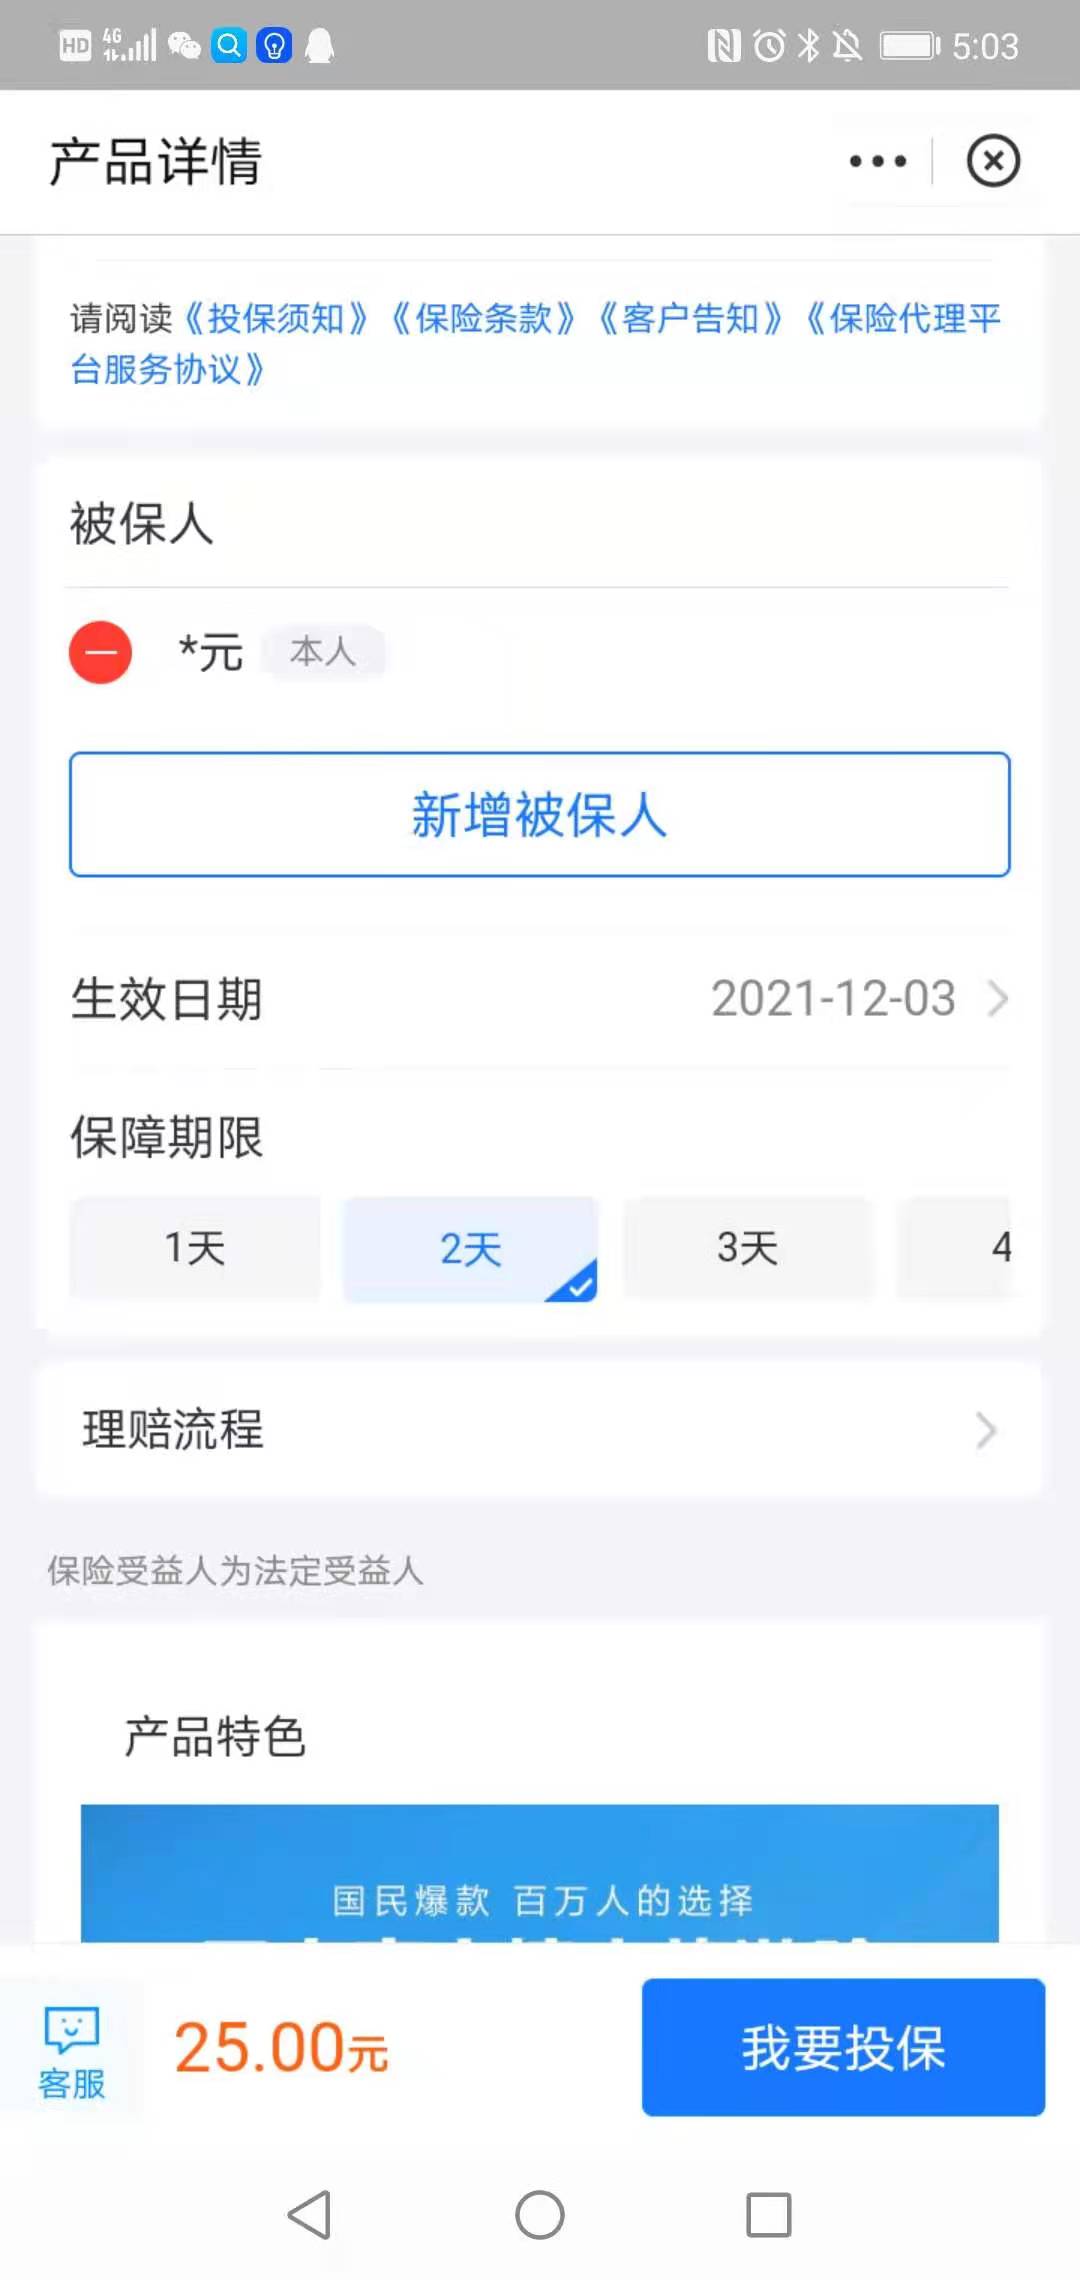 HD 4G 5:03
产品详情
请阅读《投保须知》《保险条款》《客户告知》《保险代理平
台服务协议》
被保人
*元 本人
新增被保人
生效日期 2021-12-03
保障期限
1天 2天 3天 4
理赔流程
保险受益人为法定受益人
产品特色
国民爆款 百万人的选择
客服 25.00元 我要投保